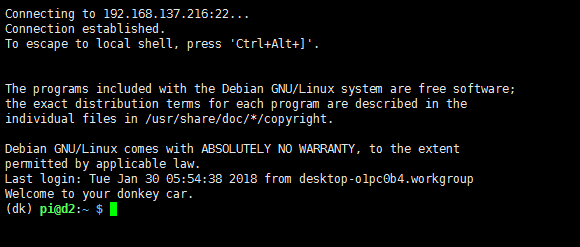 Connecting to 192.168.137.216:22...
Connection established.
To escape to local shell, press 'Ctrl+Alt+]'.
The programs included with the Debian GNU/Linux system are free software;
the exact distribution terms for each program are described in the
individual files in /usr/share/doc/*/copyright.
Debian GNU/Linux comes with ABSOLUTELY NO WARRANTY, to the extent
permitted by applicable law.
Last login: Tue Jan 30 05:54:38 2018 from desktop-o1pc0b4.workgroup
Welcome to your donkey car.
(dk) pi@d2:~ $